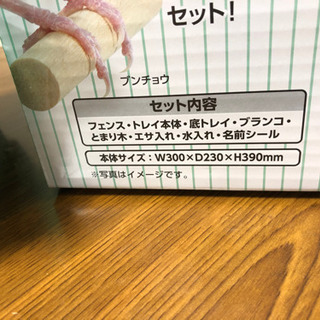 セット!
ブンチョウ
セット内容
フェンス・トレイ本体・底トレイ・ブランコ・
とまり木・エサ入れ・水入れ・名前シール
本体サイズ：W300×D230×H390mm
※写真はイメージです。